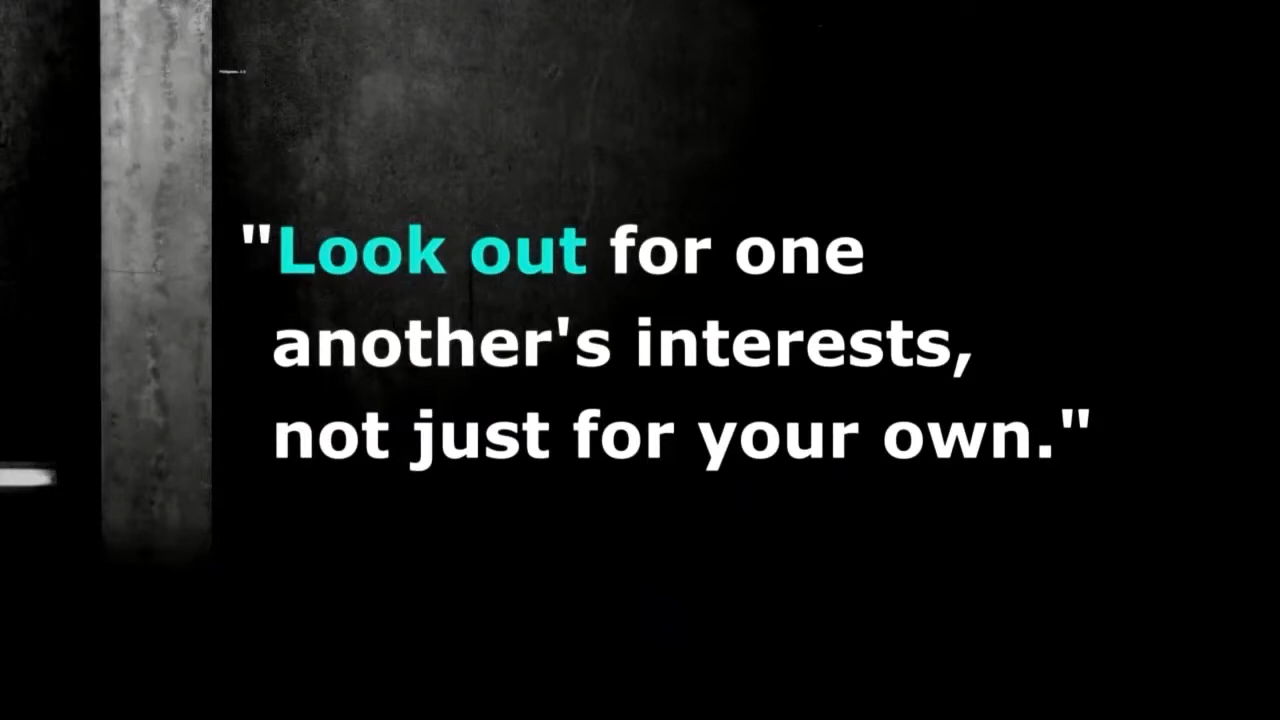 "Look out for one
another's interests,
not just for your own."